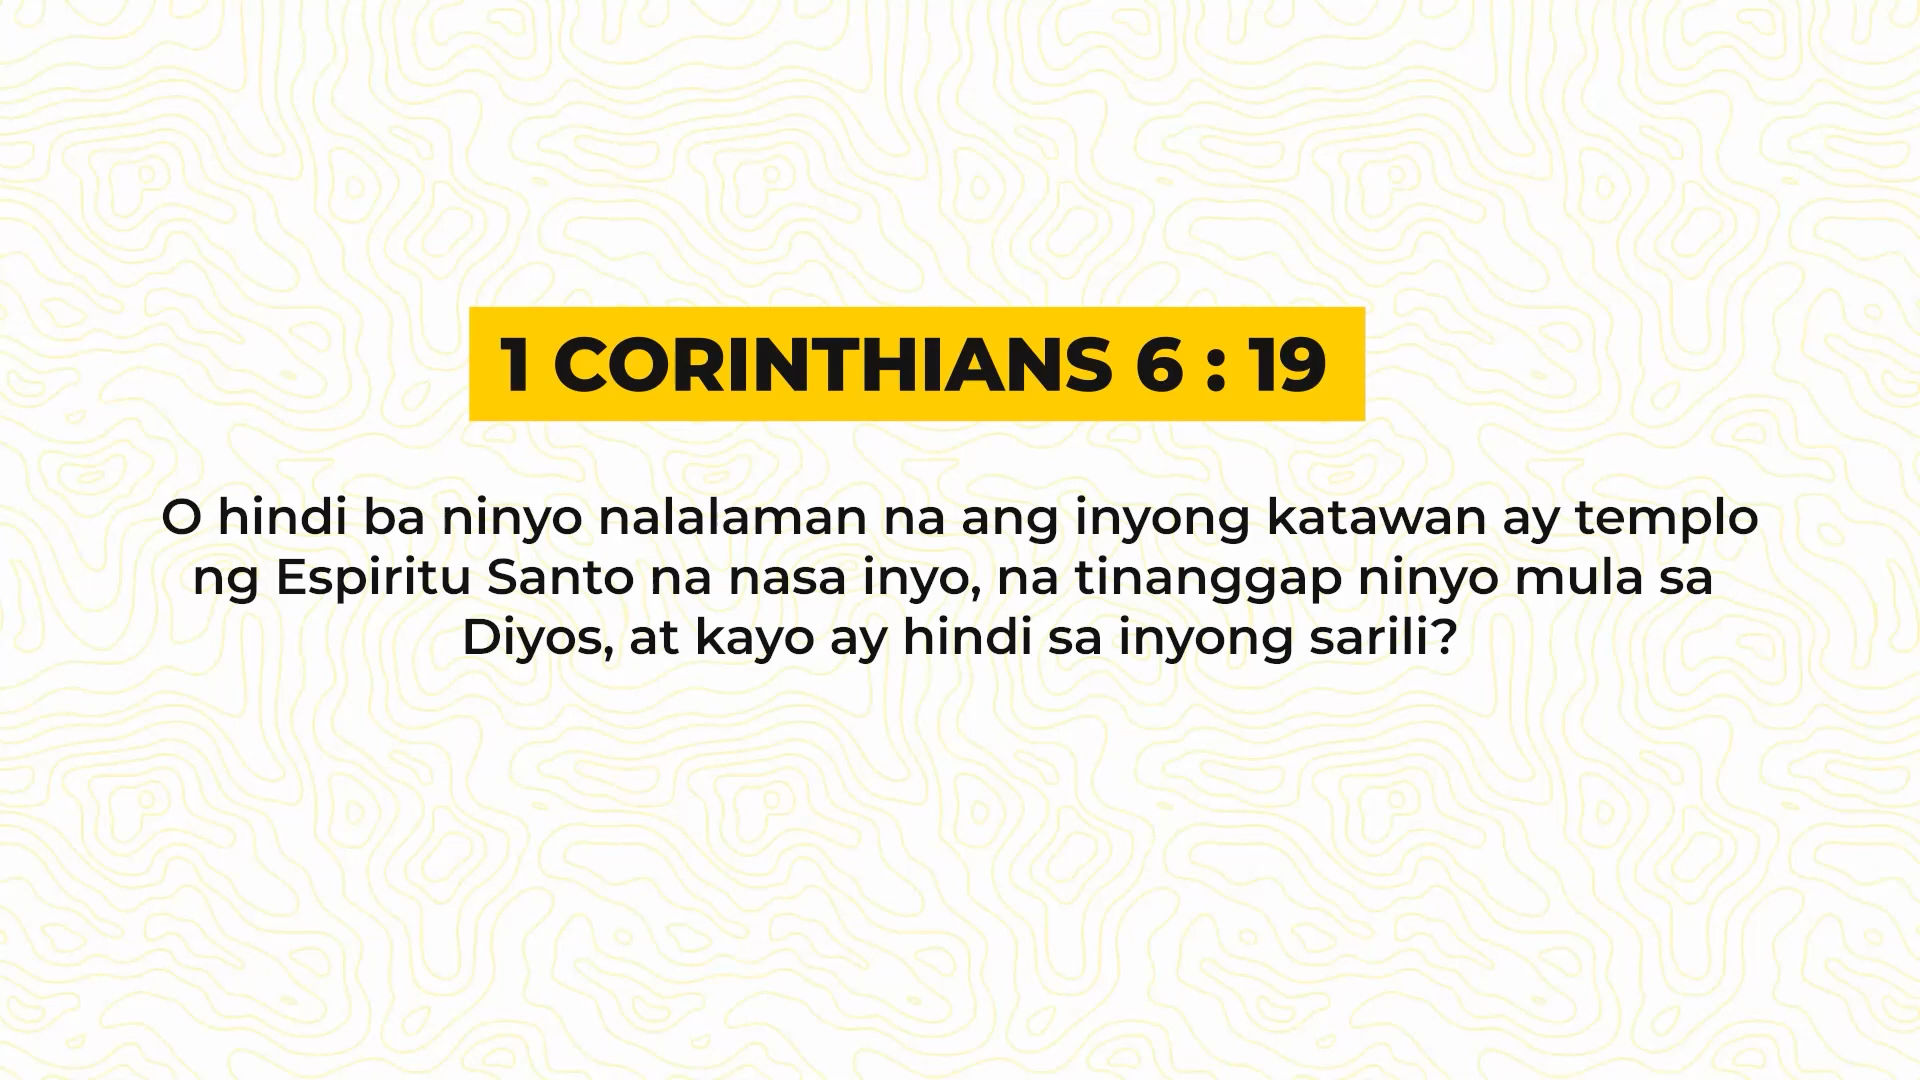 1 CORINTHIANS 6 : 19
O hindi ba ninyo nalalaman na ang inyong katawan ay templo
ng Espiritu Santo na nasa inyo, na tinanggap ninyo mula sa
Diyos, at kayo ay hindi sa inyong sarili?